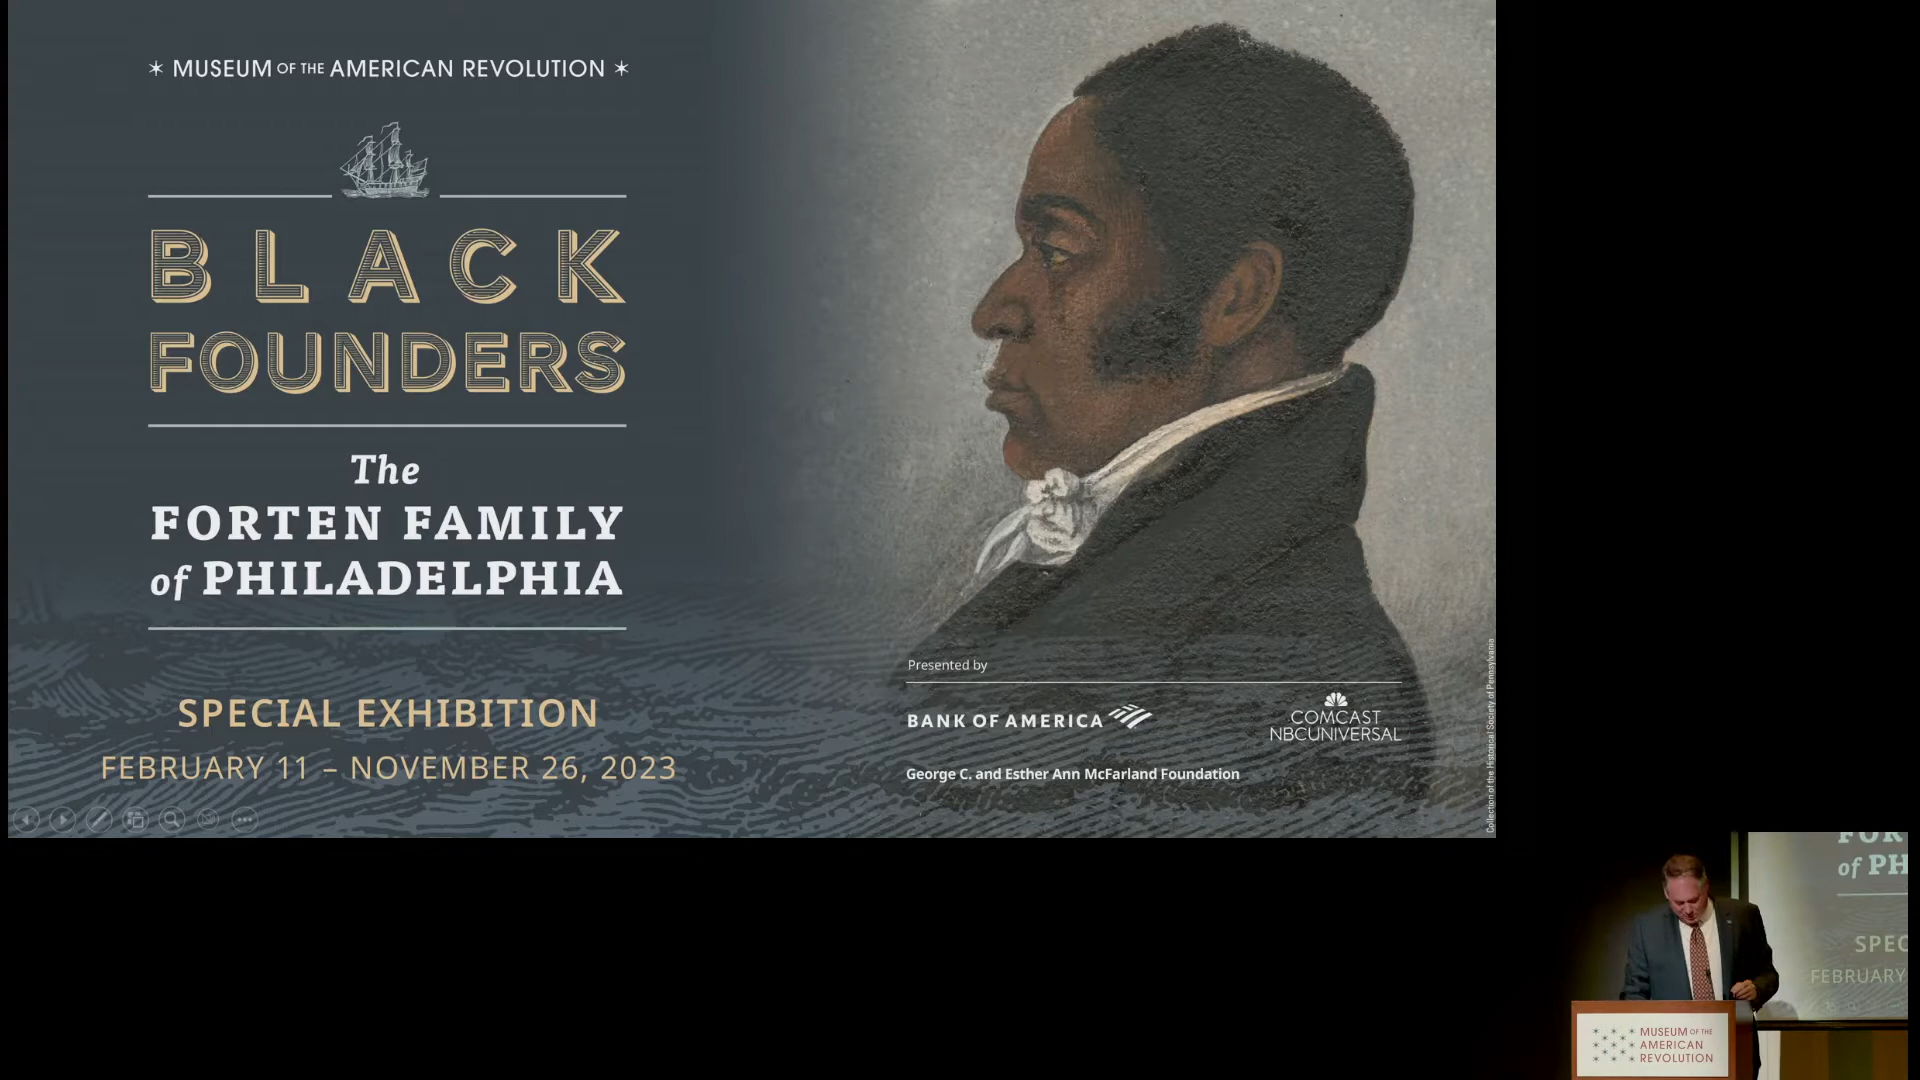 MUSEUM OF THE AMERICAN REVOLUTION
BLACK
FOUNDERS
The
FORTEN FAMILY
of PHILADELPHIA
SPECIAL EXHIBITION
FEBRUARY 11 – NOVEMBER 26, 2023
Presented by
BANK OF AMERICA
COMCAST
NBCUNIVERSAL
George C. and Esther Ann McFarland Foundation
Collection of the Historical Society of Pennsylvania
FOR
of PH
SPEC
FEBRUARY
MUSEUM OF THE
AMERICAN
REVOLUTION